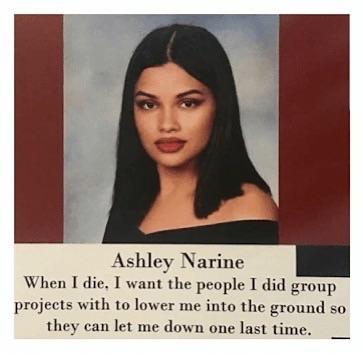 Ashley Narine
When I die, I want the people I did group
projects with to lower me into the ground so
they can let me down one last time.